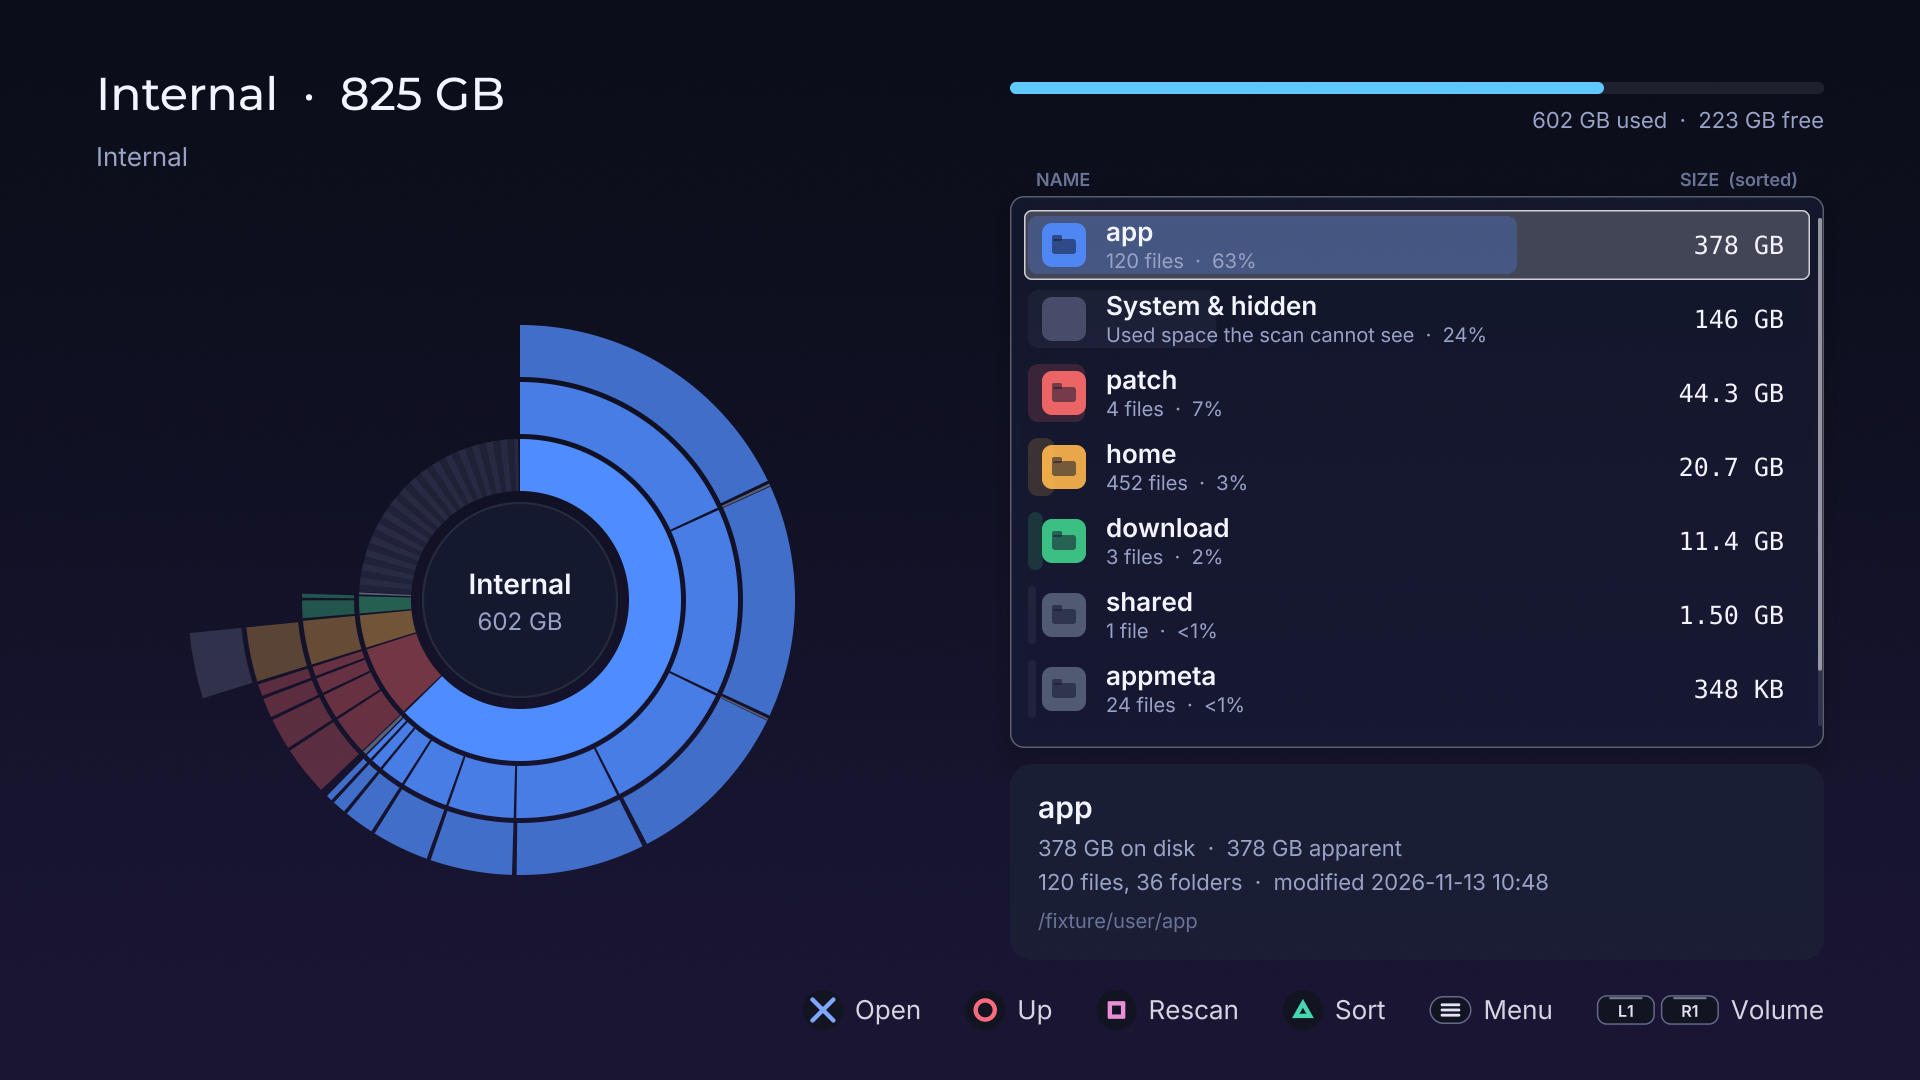 Internal · 825 GB
Internal
602 GB used · 223 GB free
NAME
SIZE (sorted)
app
120 files · 63%
378 GB
System & hidden
Used space the scan cannot see · 24%
146 GB
patch
4 files · 7%
44.3 GB
home
452 files · 3%
20.7 GB
download
3 files · 2%
11.4 GB
shared
1 file · <1%
1.50 GB
appmeta
24 files · <1%
348 KB
Internal
602 GB
app
378 GB on disk · 378 GB apparent
120 files, 36 folders · modified 2026-11-13 10:48
/fixture/user/app
Open
Up
Rescan
Sort
Menu
L1 R1 Volume